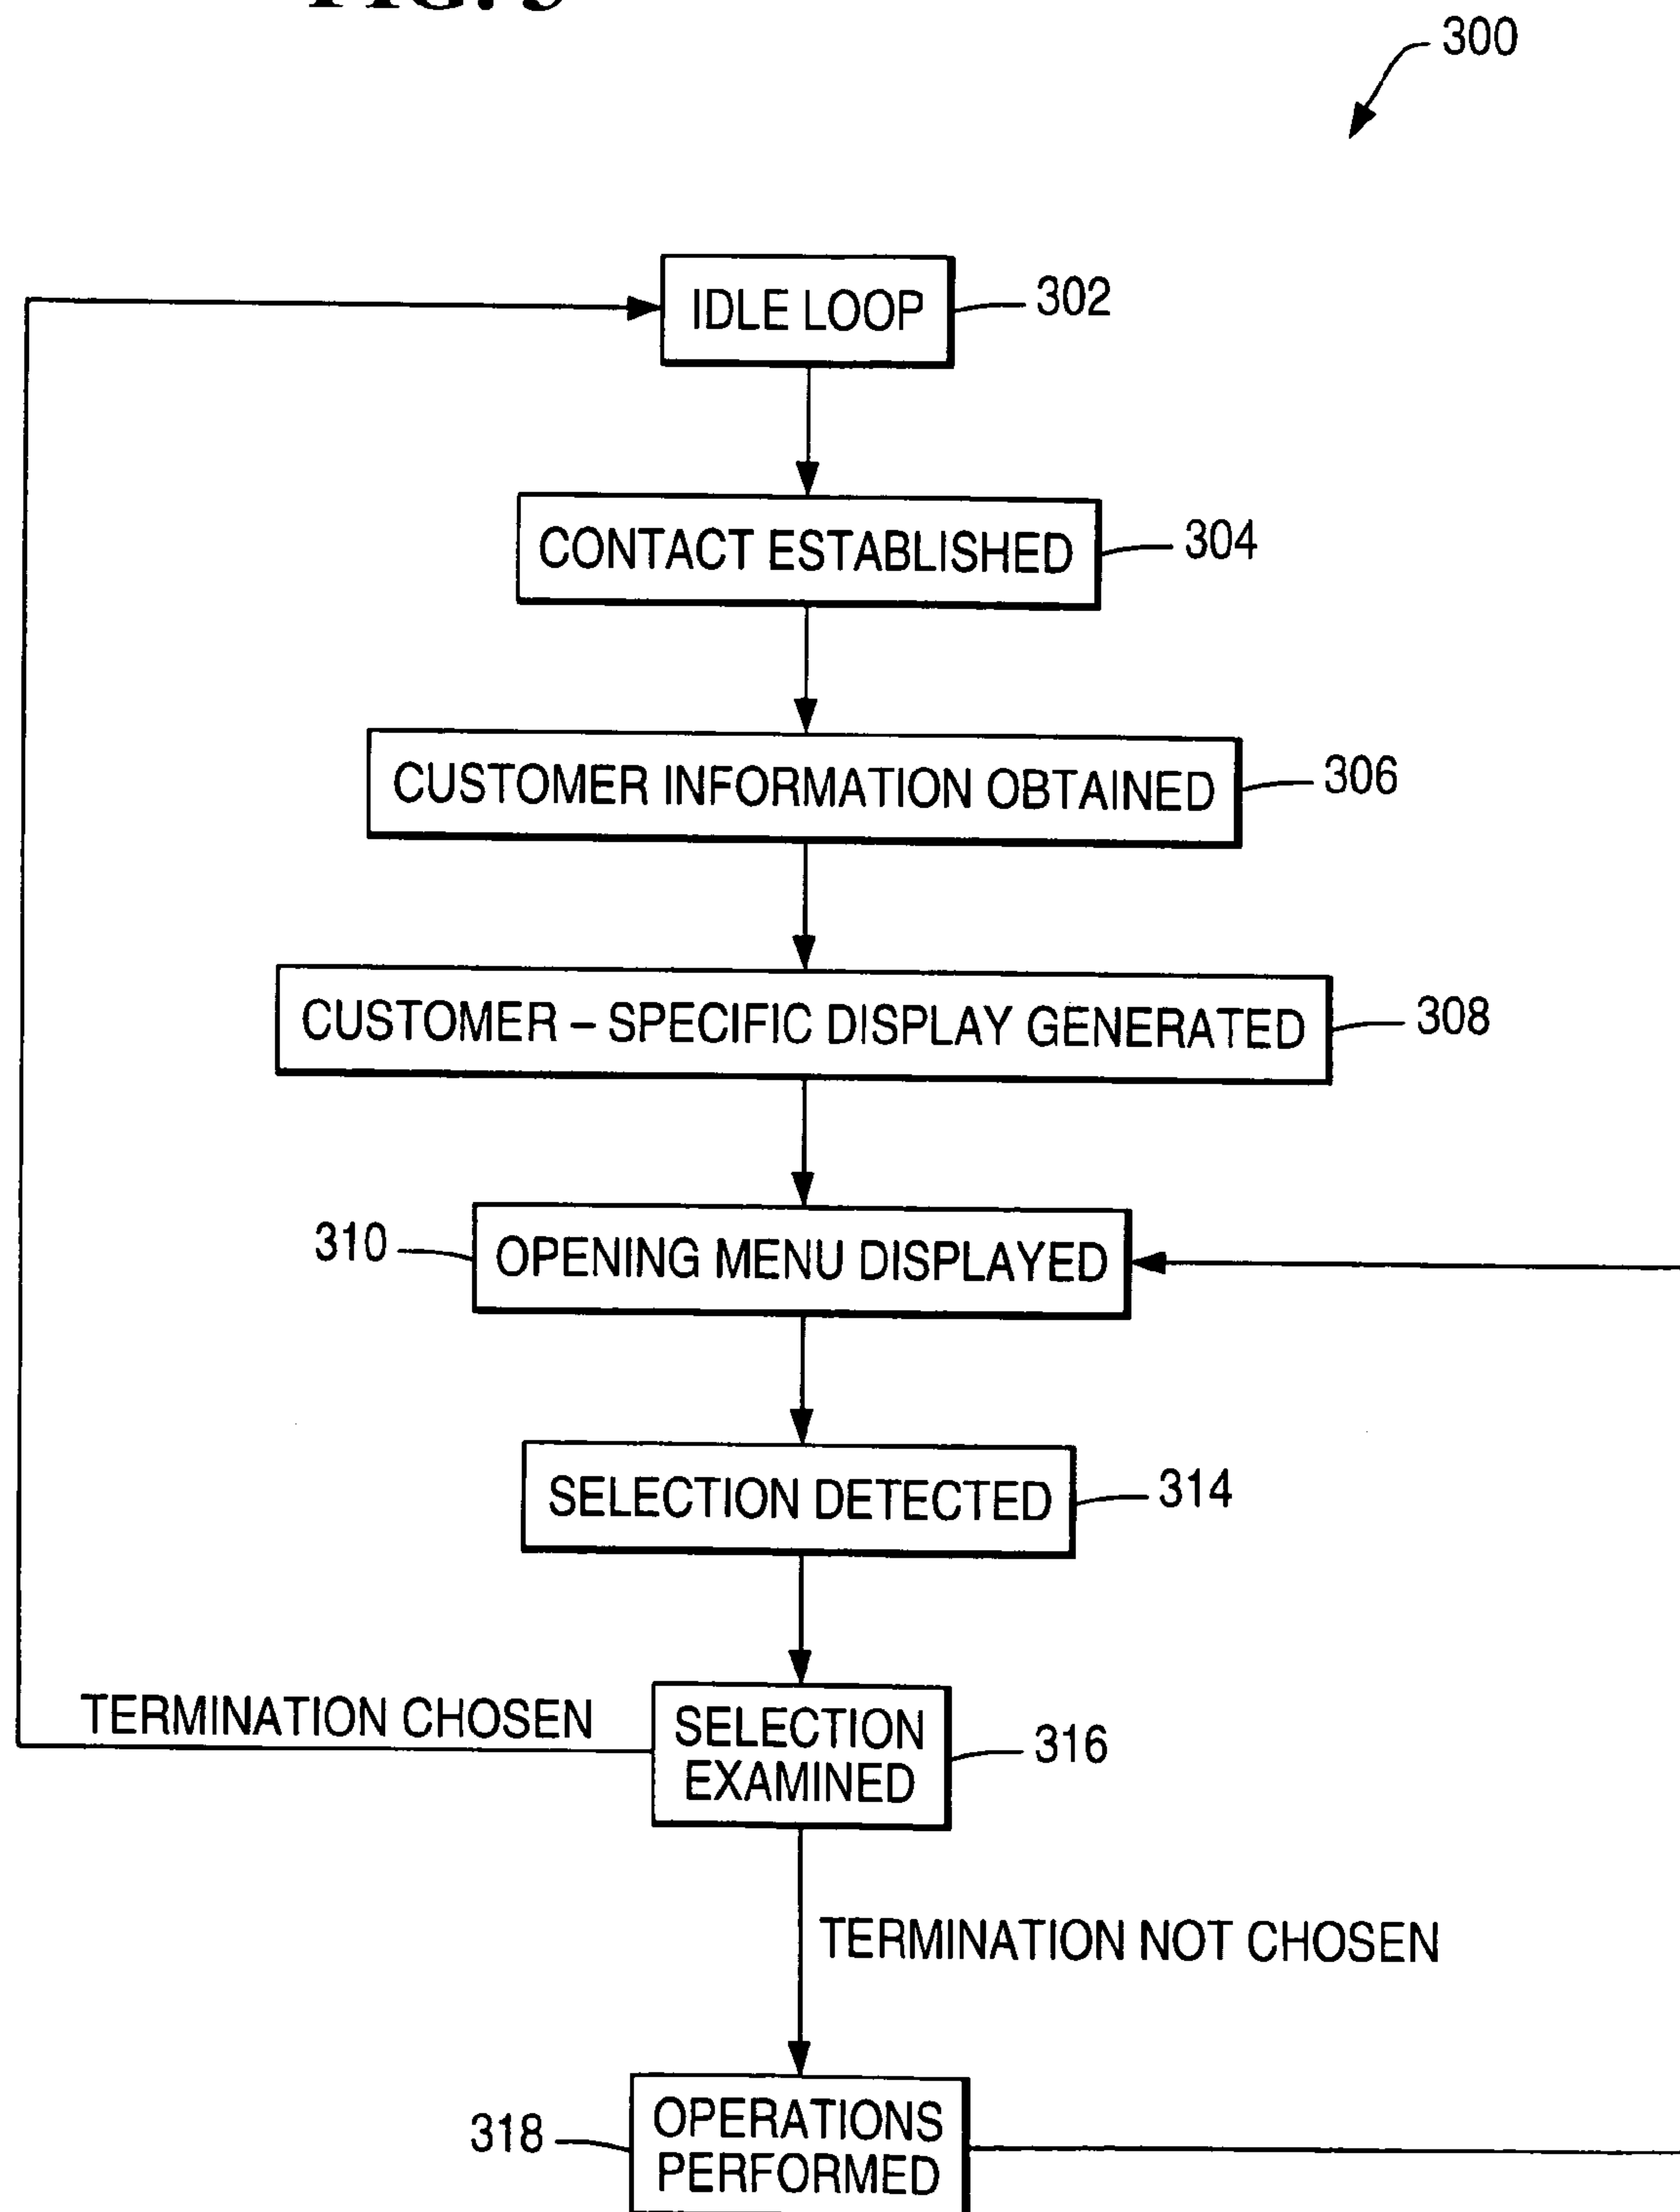 300
IDLE LOOP
302
CONTACT ESTABLISHED
304
CUSTOMER INFORMATION OBTAINED
306
CUSTOMER – SPECIFIC DISPLAY GENERATED
308
310
OPENING MENU DISPLAYED
SELECTION DETECTED
314
TERMINATION CHOSEN
SELECTION
EXAMINED
316
TERMINATION NOT CHOSEN
318
OPERATIONS
PERFORMED